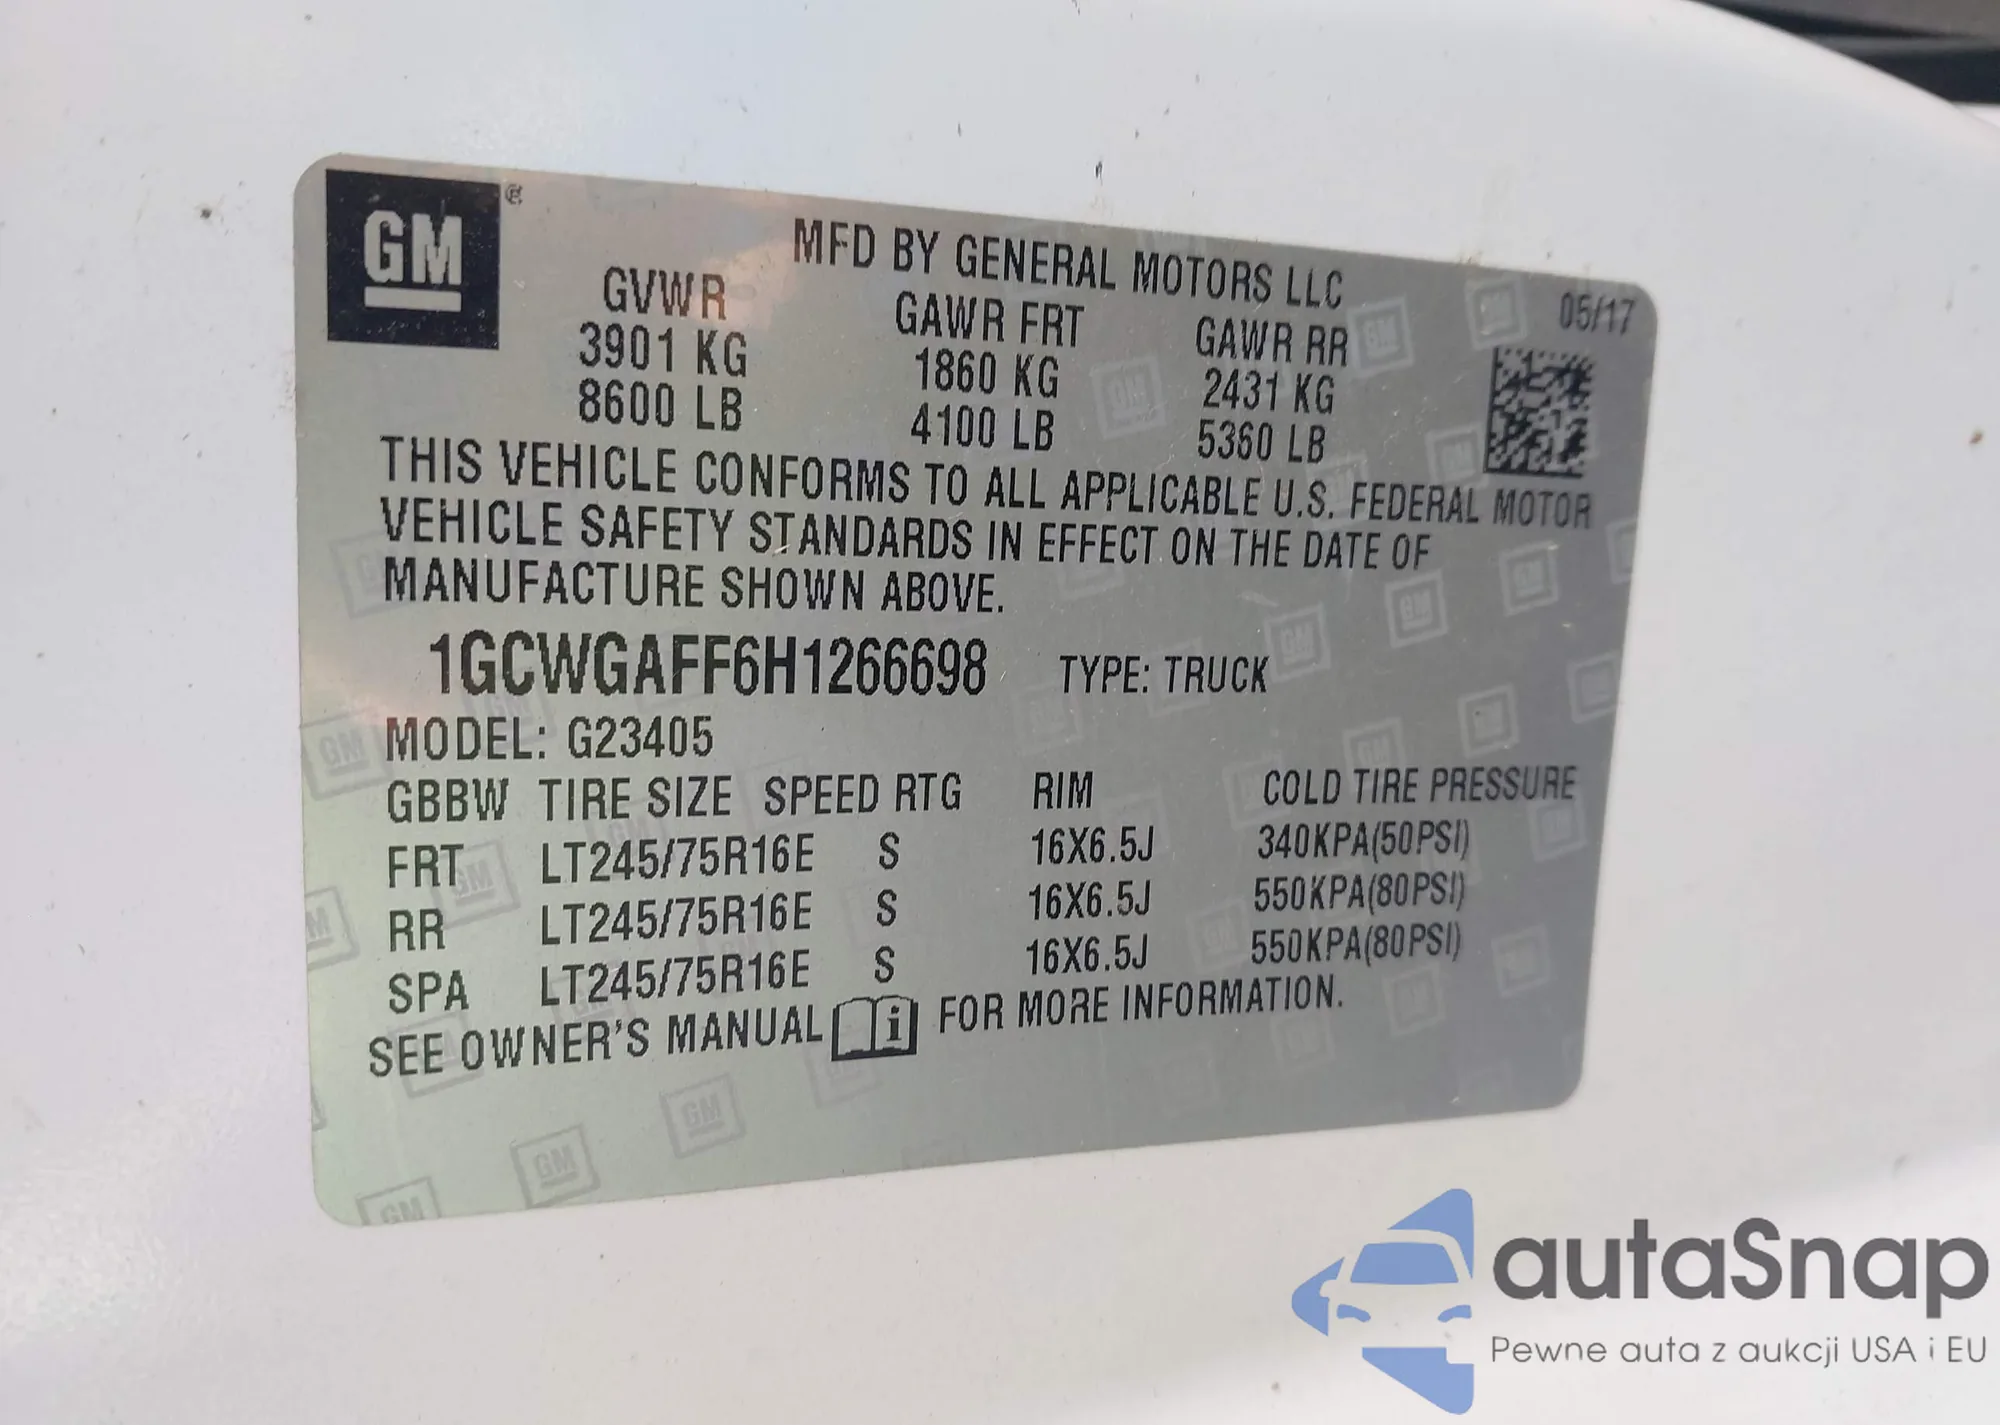 GM
MFD BY GENERAL MOTORS LLC
05/17
GVWR GAWR FRT GAWR RR
3901 KG 1860 KG 2431 KG
8600 LB 4100 LB 5360 LB
THIS VEHICLE CONFORMS TO ALL APPLICABLE U.S. FEDERAL MOTOR
VEHICLE SAFETY STANDARDS IN EFFECT ON THE DATE OF
MANUFACTURE SHOWN ABOVE.
1GCWGAFF6H1266698 TYPE: TRUCK
MODEL: G23405
GBBW TIRE SIZE SPEED RTG RIM COLD TIRE PRESSURE
FRT LT245/75R16E S 16X6.5J 340KPA(50PSI)
RR LT245/75R16E S 16X6.5J 550KPA(80PSI)
SPA LT245/75R16E S 16X6.5J 550KPA(80PSI)
SEE OWNER'S MANUAL i FOR MORE INFORMATION.
autaSnap
Pewne auta z aukcji USA i EU